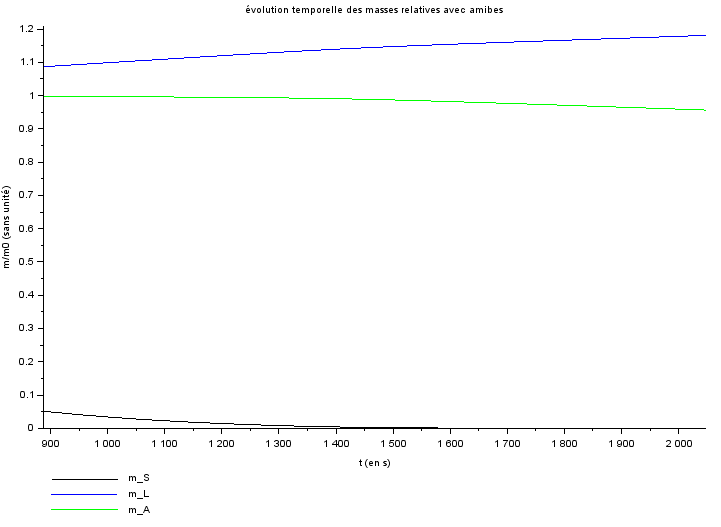 évolution temporelle des masses relatives avec amibes
m/m0 (sans unité)
1.2
1.1
1
0.9
0.8
0.7
0.6
0.5
0.4
0.3
0.2
0.1
0
900 1 000 1 100 1 200 1 300 1 400 1 500 1 600 1 700 1 800 1 900 2 000
t (en s)
m_S
m_L
m_A